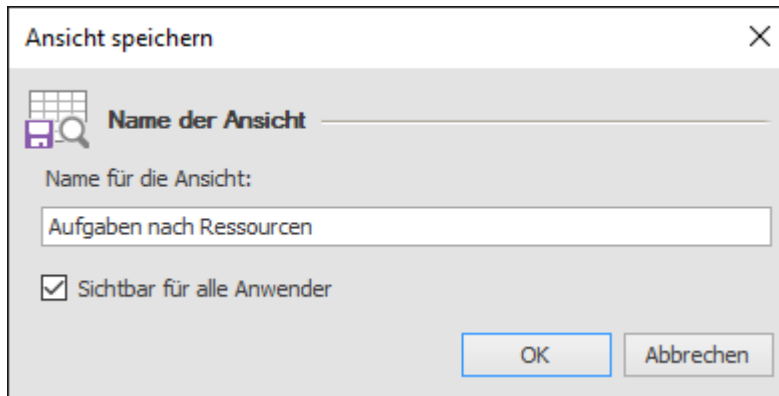 Ansicht speichern
Name der Ansicht
Name für die Ansicht:
Aufgaben nach Ressourcen
Sichtbar für alle Anwender
OK
Abbrechen